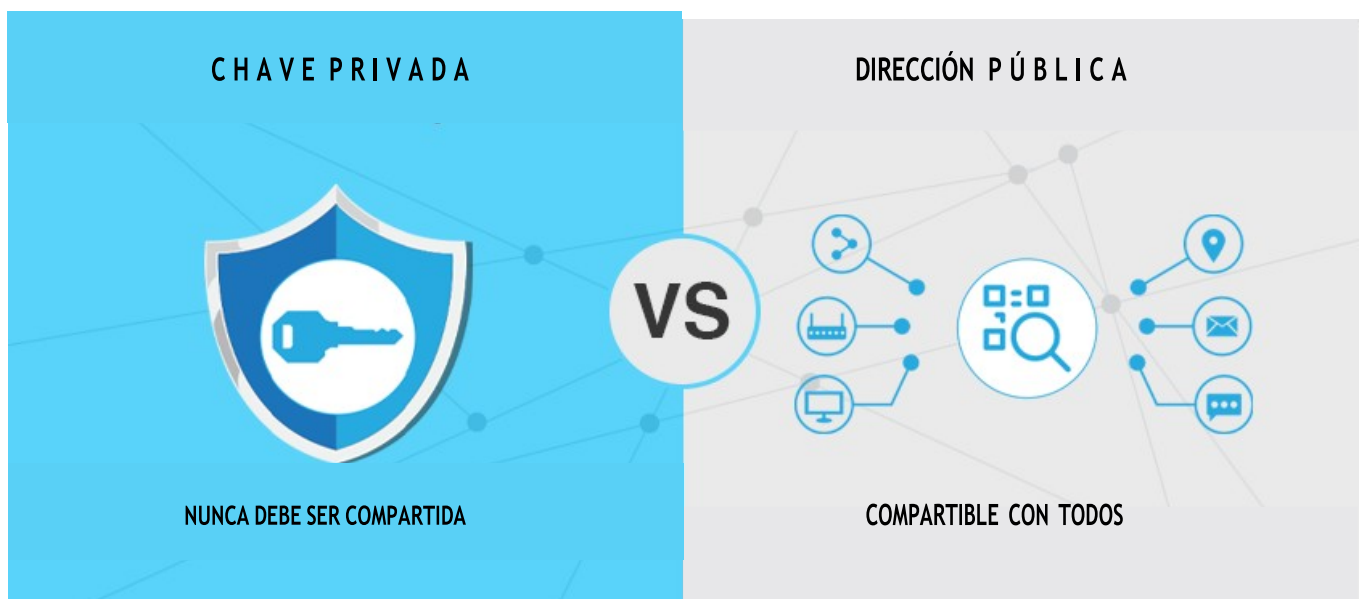 CHAVE PRIVADA
DIRECCIÓN PÚBLICA
VS
NUNCA DEBE SER COMPARTIDA
COMPARTIBLE CON TODOS